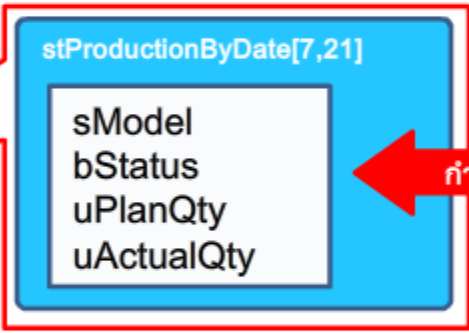 stProductionByDate[7,21]
sModel
bStatus
uPlanQty
uActualQty